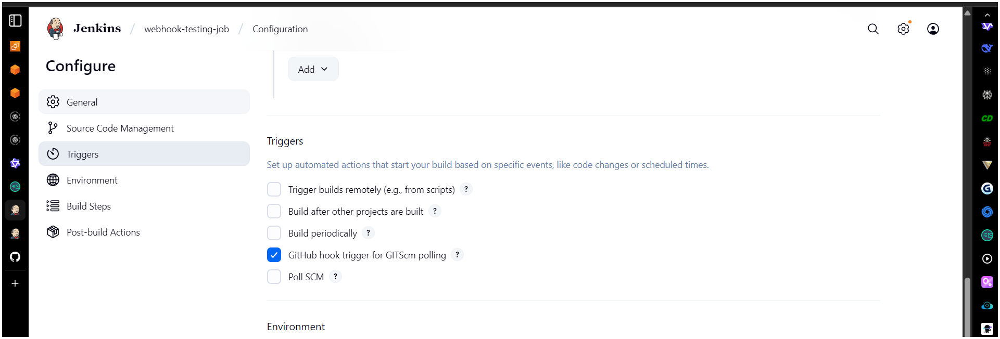 Jenkins / webhook-testing-job / Configuration
Configure
General
Source Code Management
Triggers
Environment
Build Steps
Post-build Actions
Add
Triggers
Set up automated actions that start your build based on specific events, like code changes or scheduled times.
Trigger builds remotely (e.g., from scripts) ?
Build after other projects are built ?
Build periodically ?
GitHub hook trigger for GITScm polling ?
Poll SCM ?
Environment
CD